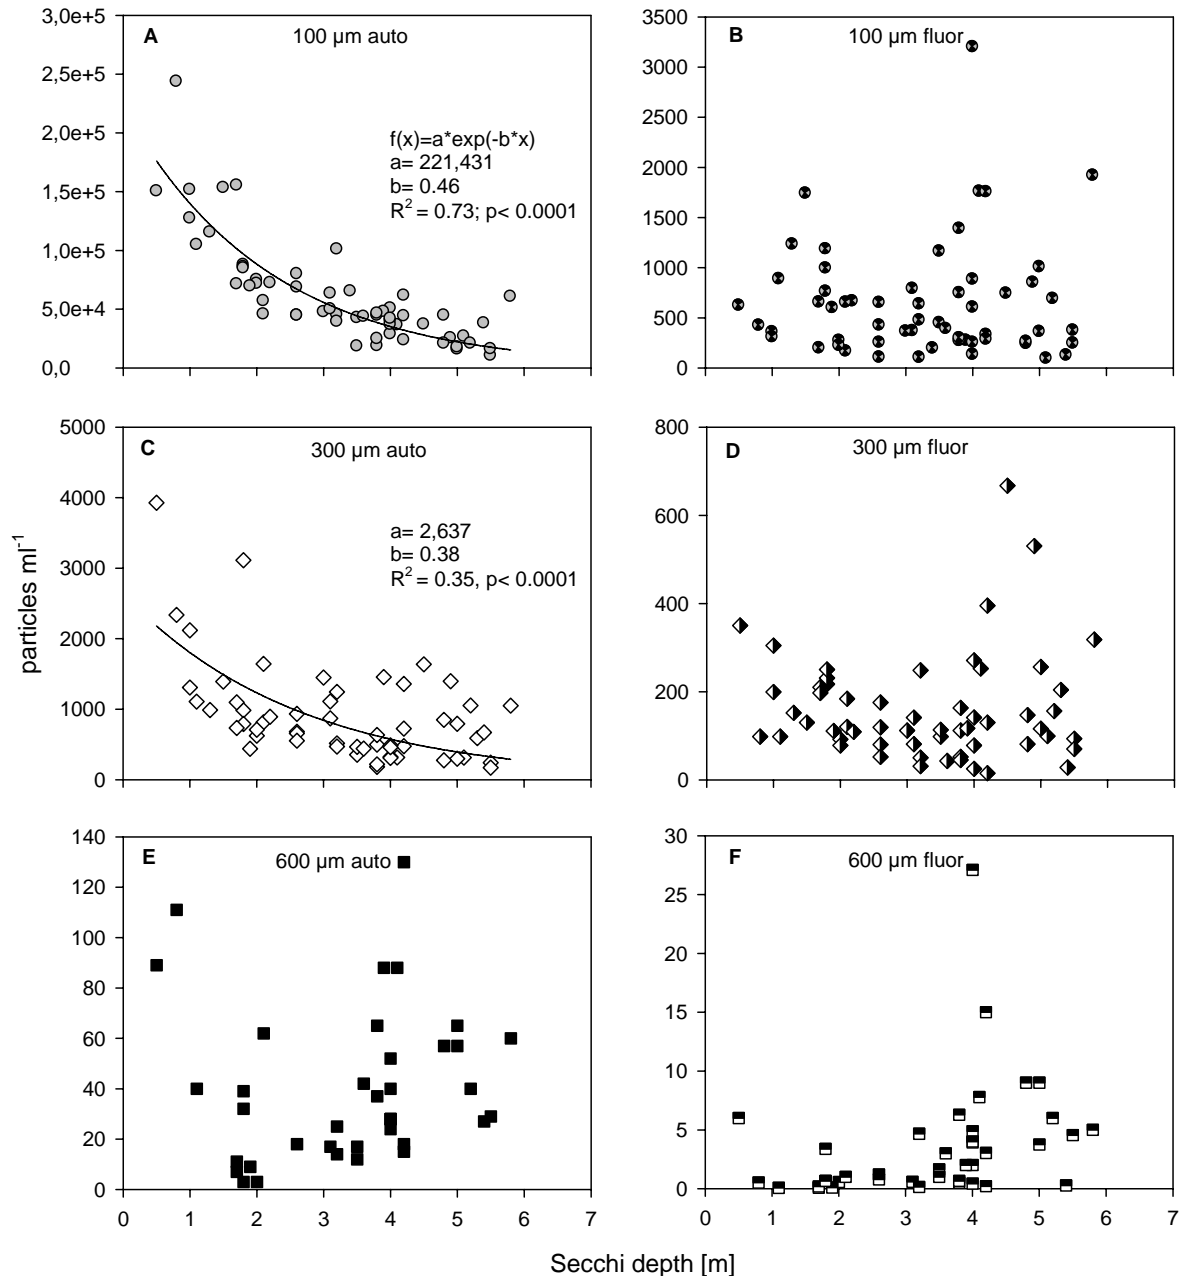 A
100 µm auto
3,0e+5
2,5e+5
2,0e+5
1,5e+5
1,0e+5
5,0e+4
0,0
f(x)=a*exp(-b*x)
a= 221,431
b= 0.46
R² = 0.73; p< 0.0001
B
100 µm fluor
3500
3000
2500
2000
1500
1000
500
0
C
300 µm auto
5000
4000
3000
2000
1000
0
a= 2,637
b= 0.38
R² = 0.35, p< 0.0001
D
300 µm fluor
800
600
400
200
0
particles ml⁻¹
E
600 µm auto
140
120
100
80
60
40
20
0
0 1 2 3 4 5 6 7
F
600 µm fluor
30
25
20
15
10
5
0
0 1 2 3 4 5 6 7
Secchi depth [m]